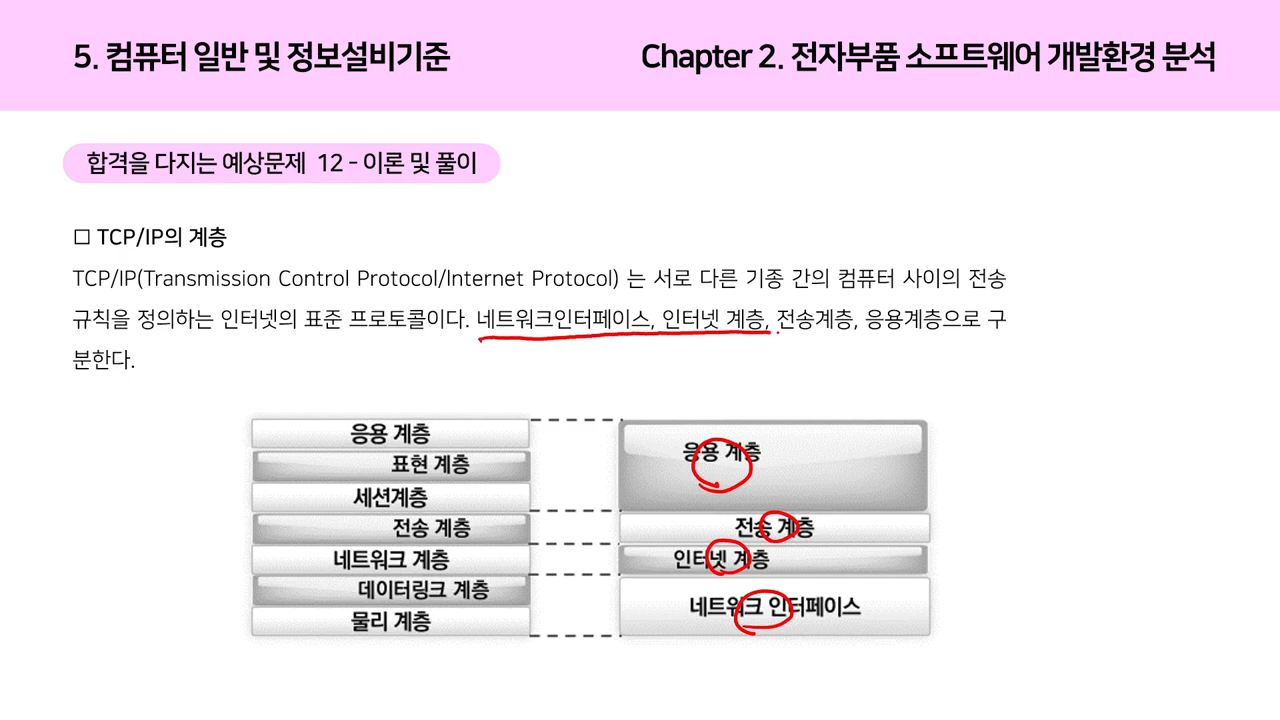 5. 컴퓨터 일반 및 정보설비기준
Chapter 2. 전자부품 소프트웨어 개발환경 분석
합격을 다지는 예상문제 12 - 이론 및 풀이
□ TCP/IP의 계층
TCP/IP(Transmission Control Protocol/Internet Protocol) 는 서로 다른 기종 간의 컴퓨터 사이의 전송
규칙을 정의하는 인터넷의 표준 프로토콜이다. 네트워크인터페이스, 인터넷 계층, 전송계층, 응용계층으로 구
분한다.
응용 계층
표현 계층
세션계층
전송 계층
네트워크 계층
데이터링크 계층
물리 계층
응용 계층
전송 계층
인터넷 계층
네트워크 인터페이스